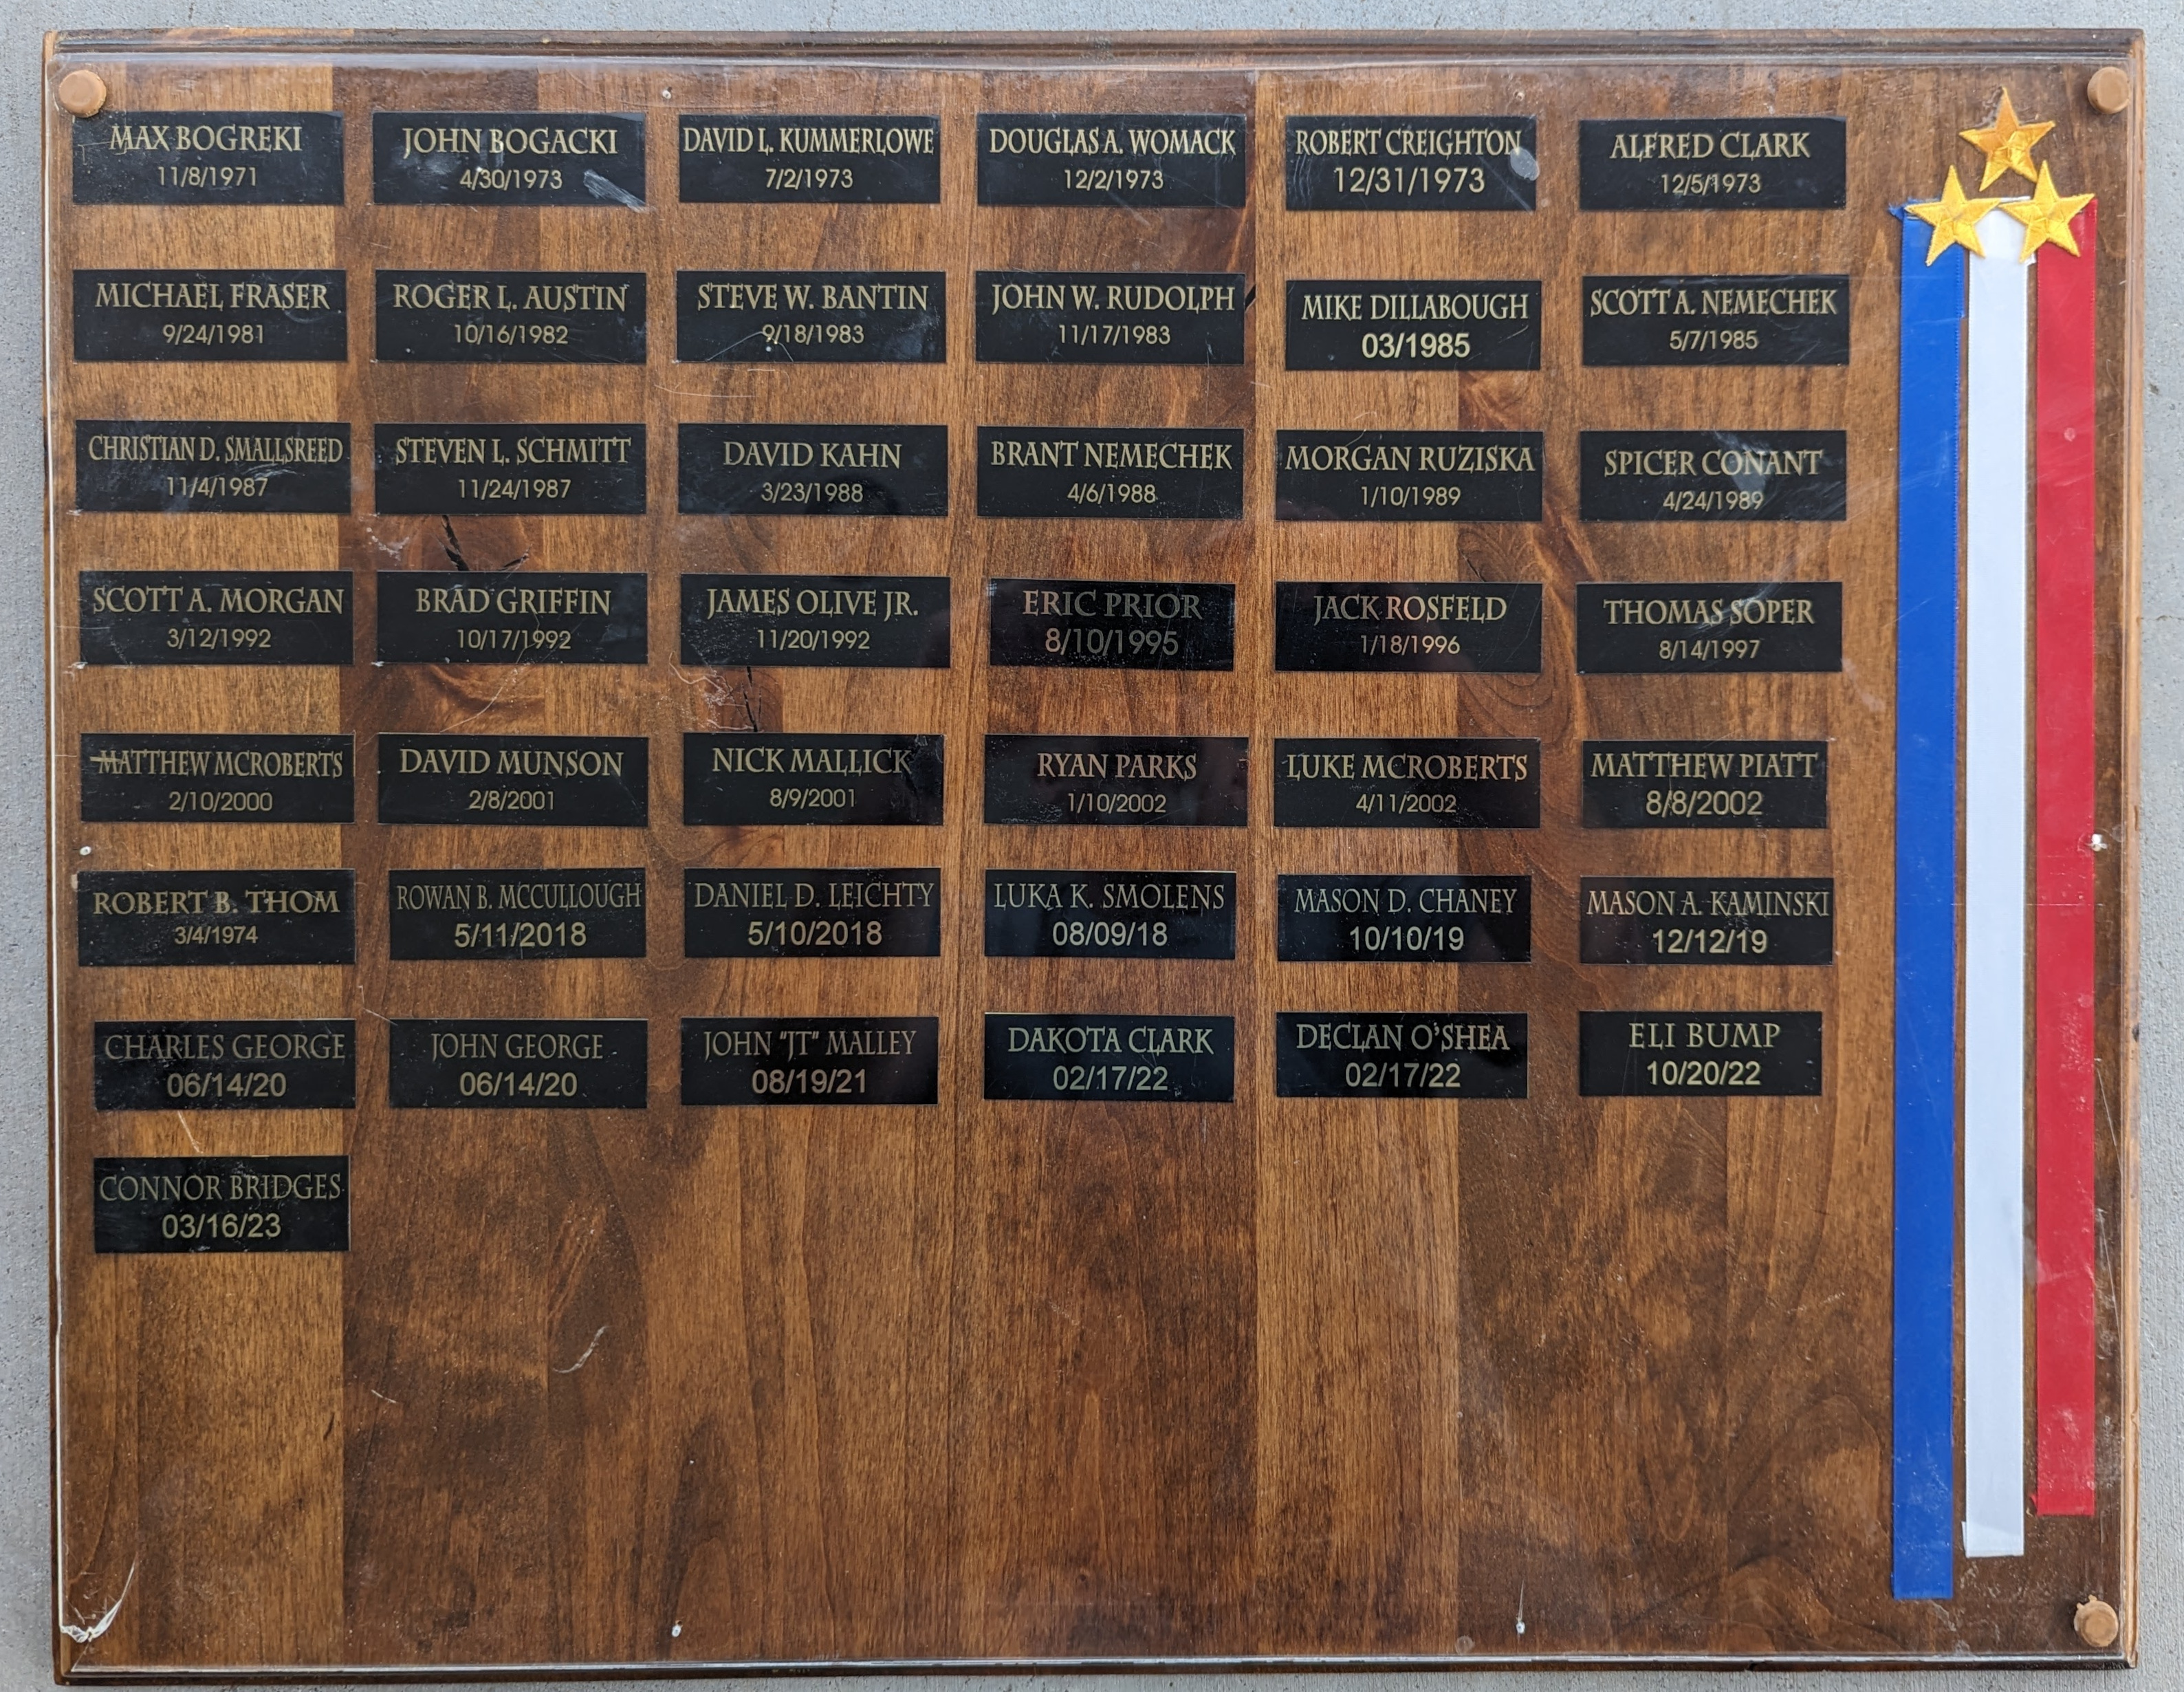 MAX BOGREKI
11/8/1971
JOHN BOGACKI
4/30/1973
DAVID L. KUMMERLOWE
7/2/1973
DOUGLAS A. WOMACK
12/2/1973
ROBERT CREIGHTON
12/31/1973
ALFRED CLARK
12/5/1973
MICHAEL FRASER
9/24/1981
ROGER L. AUSTIN
10/16/1982
STEVE W. BANTIN
9/18/1983
JOHN W. RUDOLPH
11/17/1983
MIKE DILLABOUGH
03/1985
SCOTT A. NEMECHEK
5/7/1985
CHRISTIAN D. SMALLSREED
11/4/1987
STEVEN L. SCHMITT
11/24/1987
DAVID KAHN
3/23/1988
BRANT NEMECHEK
4/6/1988
MORGAN RUZISKA
1/10/1989
SPICER CONANT
4/24/1989
SCOTT A. MORGAN
3/12/1992
BRAD GRIFFIN
10/17/1992
JAMES OLIVE JR.
11/20/1992
ERIC PRIOR
8/10/1995
JACK ROSFELD
1/18/1996
THOMAS SOPER
8/14/1997
MATTHEW MCROBERTS
2/10/2000
DAVID MUNSON
2/8/2001
NICK MALLICK
8/9/2001
RYAN PARKS
1/10/2002
LUKE MCROBERTS
4/11/2002
MATTHEW PIATT
8/8/2002
ROBERT B. THOM
3/4/1974
ROWAN B. MCCULLOUGH
5/11/2018
DANIEL D. LEICHTY
5/10/2018
LUKA K. SMOLENS
08/09/18
MASON D. CHANEY
10/10/19
MASON A. KAMINSKI
12/12/19
CHARLES GEORGE
06/14/20
JOHN GEORGE
06/14/20
JOHN "JT" MALLEY
08/19/21
DAKOTA CLARK
02/17/22
DECLAN O'SHEA
02/17/22
ELI BUMP
10/20/22
CONNOR BRIDGES
03/16/23